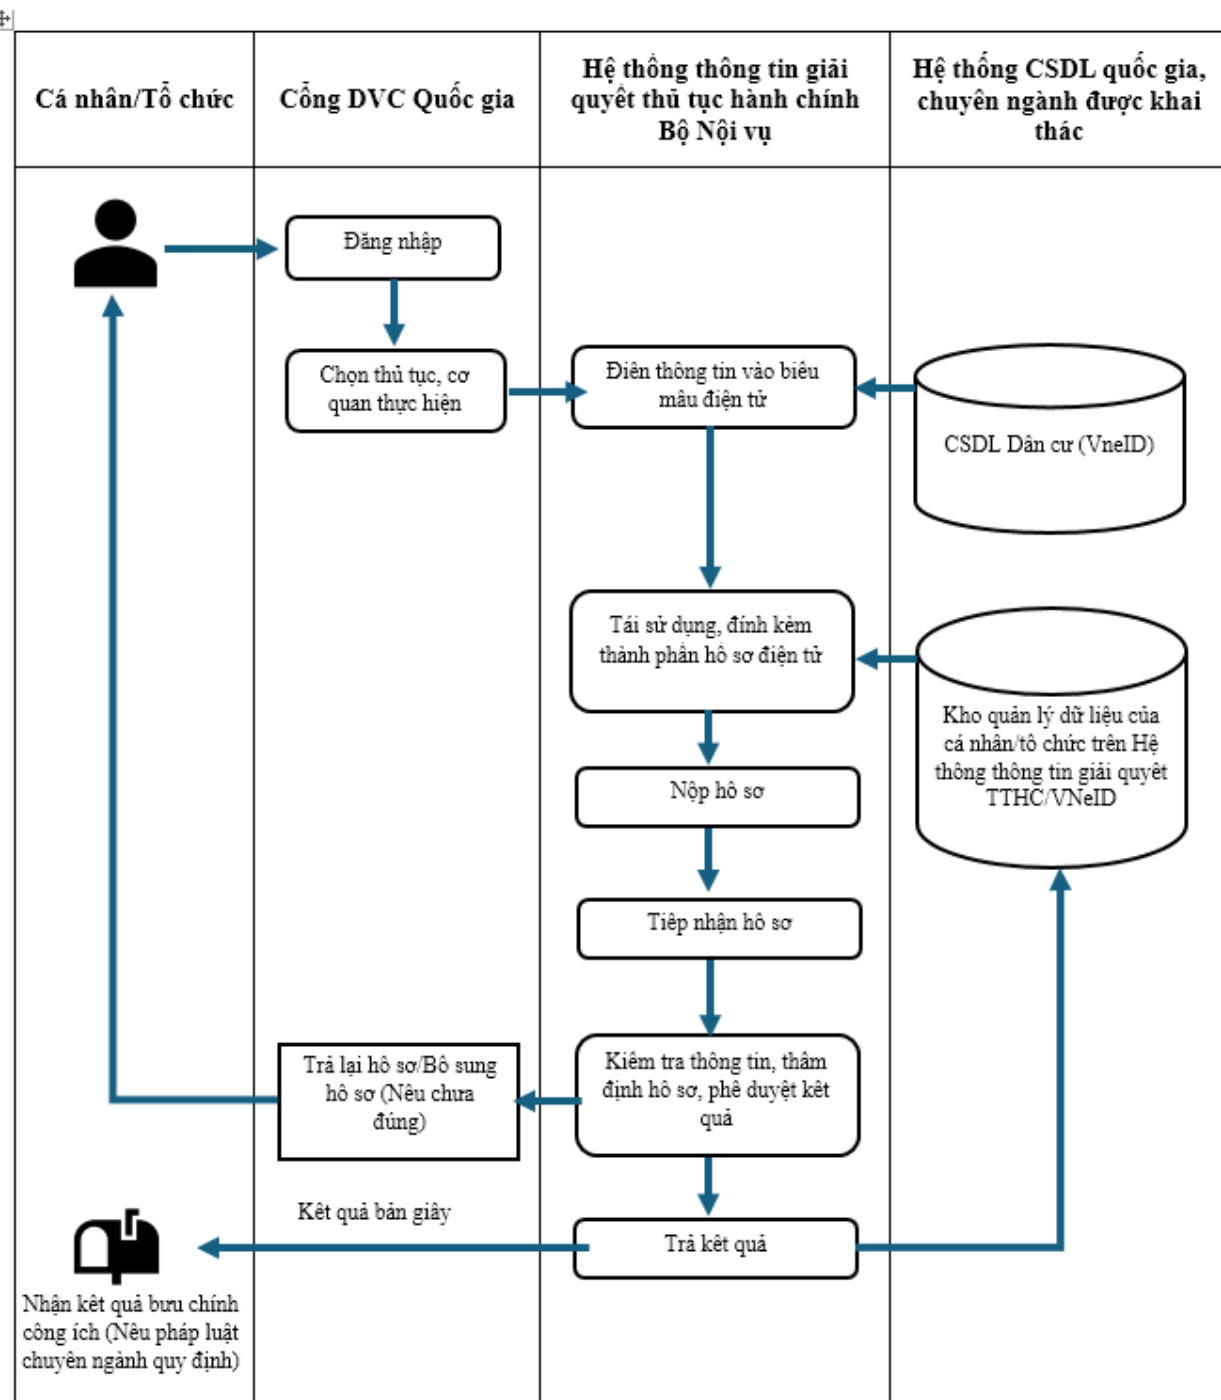 Cá nhân/Tổ chức
Cổng DVC Quốc gia
Hệ thống thông tin giải
quyết thủ tục hành chính
Bộ Nội vụ
Hệ thống CSDL quốc gia,
chuyên ngành được khai
thác
Đăng nhập
Chọn thủ tục, cơ
quan thực hiện
Điền thông tin vào biểu
mẫu điện tử
CSDL Dân cư (VneID)
Tái sử dụng, đính kèm
thành phần hồ sơ điện tử
Kho quản lý dữ liệu của
cá nhân/tổ chức trên Hệ
thông thông tin giải quyết
TTHC/VNeID
Nộp hồ sơ
Tiếp nhận hồ sơ
Kiểm tra thông tin, thẩm
định hồ sơ, phê duyệt kết
quả
Trả lại hồ sơ/Bổ sung
hồ sơ (Nếu chưa
đúng)
Kết quả bản giấy
Trả kết quả
Nhận kết quả bưu chính
công ích (Nếu pháp luật
chuyên ngành quy định)